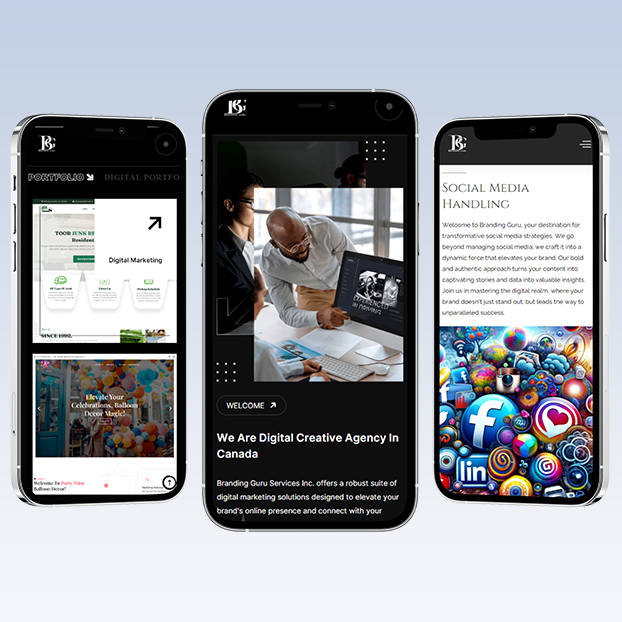 BG
PORTFOLIO
DIGITAL PORTFO
TOOR JUNK RE
Residenti
Digital Marketing
SINCE 1992.
Elevate Your
Celebrations, Balloon
Decor Magic!
Welcome To Party Time
Balloon Decor!
BG
EXPERIENCED
WELCOME
We Are Digital Creative Agency In
Canada
Branding Guru Services Inc. offers a robust suite of
digital marketing solutions designed to elevate your
brand's online presence and connect with your
BG
SOCIAL MEDIA
HANDLING
Welcome to Branding Guru, your destination for
transformative social media strategies. We go
beyond managing social media; we craft it into a
dynamic force that elevates your brand. Our bold
and authentic approach turns your content into
captivating stories and data into valuable insights.
Join us in mastering the digital realm, where your
brand doesn't just stand out, but leads the way to
unparalleled success.
f
in